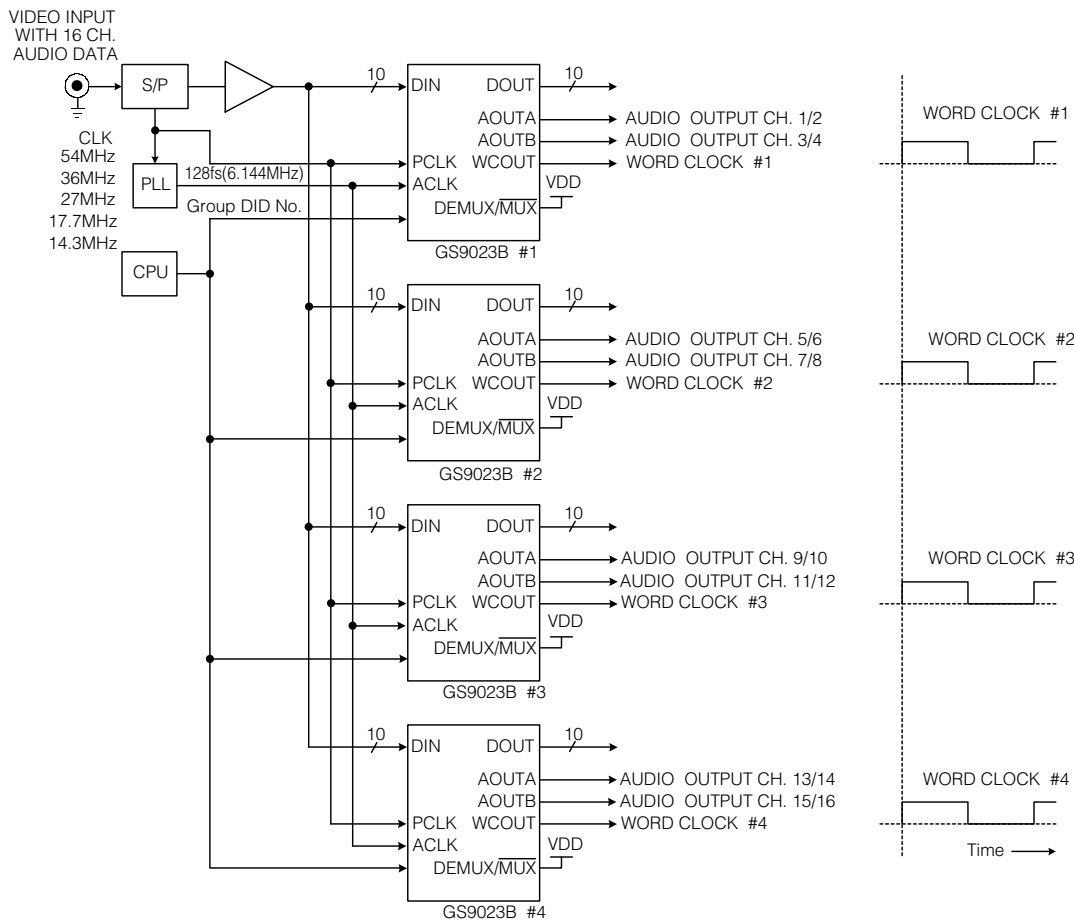 VIDEO INPUT
WITH 16 CH.
AUDIO DATA
S/P
CLK
54MHz
36MHz
27MHz
17.7MHz
14.3MHz
PLL
128fs(6.144MHz)
Group DID No.
CPU
10
DIN
DOUT
10
AOUTA
AUDIO OUTPUT CH. 1/2
AOUTB
AUDIO OUTPUT CH. 3/4
PCLK
WCOUT
WORD CLOCK #1
ACLK
VDD
DEMUX/MUX
GS9023B #1
WORD CLOCK #1
10
DIN
DOUT
10
AOUTA
AUDIO OUTPUT CH. 5/6
AOUTB
AUDIO OUTPUT CH. 7/8
PCLK
WCOUT
WORD CLOCK #2
ACLK
VDD
DEMUX/MUX
GS9023B #2
WORD CLOCK #2
10
DIN
DOUT
10
AOUTA
AUDIO OUTPUT CH. 9/10
AOUTB
AUDIO OUTPUT CH. 11/12
PCLK
WCOUT
WORD CLOCK #3
ACLK
VDD
DEMUX/MUX
GS9023B #3
WORD CLOCK #3
10
DIN
DOUT
10
AOUTA
AUDIO OUTPUT CH. 13/14
AOUTB
AUDIO OUTPUT CH. 15/16
PCLK
WCOUT
WORD CLOCK #4
ACLK
VDD
DEMUX/MUX
GS9023B #4
WORD CLOCK #4
Time